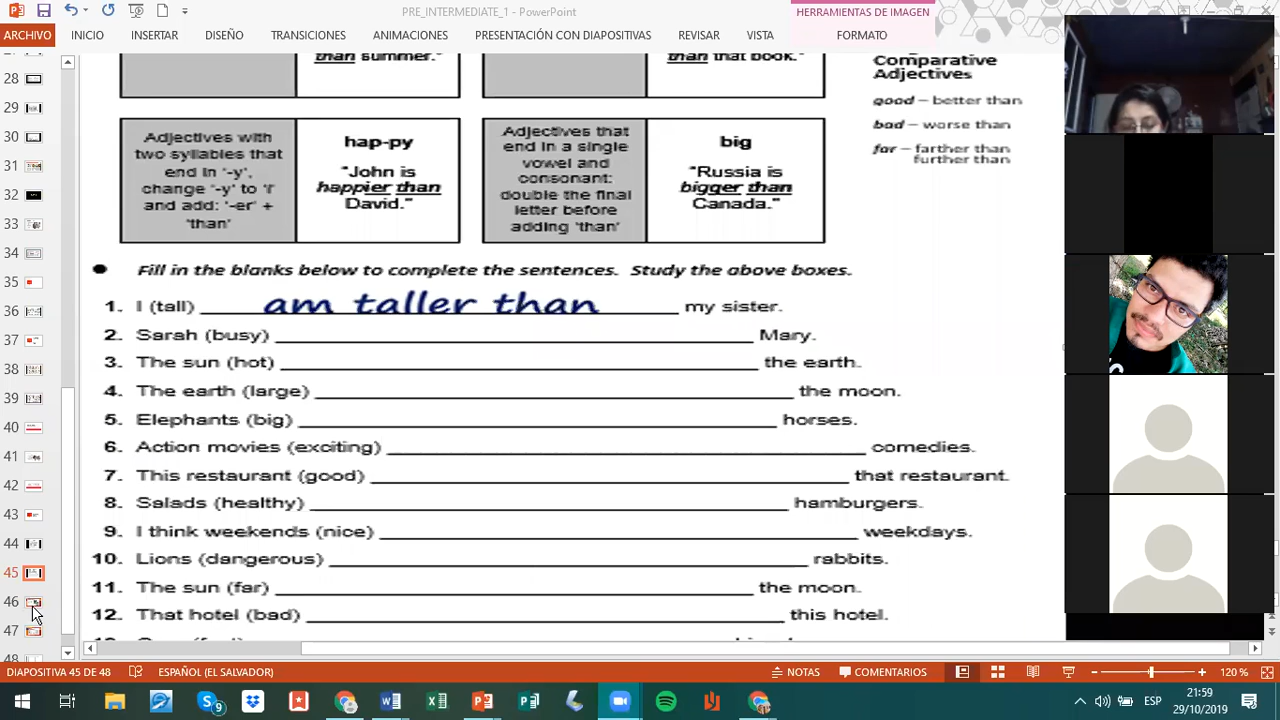 PRE_INTERMEDIATE_1 - PowerPoint
HERRAMIENTAS DE IMAGEN
ARCHIVO INICIO INSERTAR DISEÑO TRANSICIONES ANIMACIONES PRESENTACIÓN CON DIAPOSITIVAS REVISAR VISTA FORMATO
than summer."
than that book."
Comparative
Adjectives
good – better than
bad – worse than
far – farther than
further than
Adjectives with
two syllables that
end in '-y',
change '-y' to 'i'
and add: '-er' +
'than'
hap-py
"John is
happier than
David."
Adjectives that
end in a single
vowel and
consonant:
double the final
letter before
adding 'than'
big
"Russia is
bigger than
Canada."
Fill in the blanks below to complete the sentences. Study the above boxes.
1. I (tall) am taller than my sister.
2. Sarah (busy) Mary.
3. The sun (hot) the earth.
4. The earth (large) the moon.
5. Elephants (big) horses.
6. Action movies (exciting) comedies.
7. This restaurant (good) that restaurant.
8. Salads (healthy) hamburgers.
9. I think weekends (nice) weekdays.
10. Lions (dangerous) rabbits.
11. The sun (far) the moon.
12. That hotel (bad) this hotel.
28
29
30
31
32
33
34
35
36
37
38
39
40
41
42
43
44
45
46
47
48
DIAPOSITIVA 45 DE 48 ESPAÑOL (EL SALVADOR) NOTAS COMENTARIOS 120 %
ESP
21:59
29/10/2019